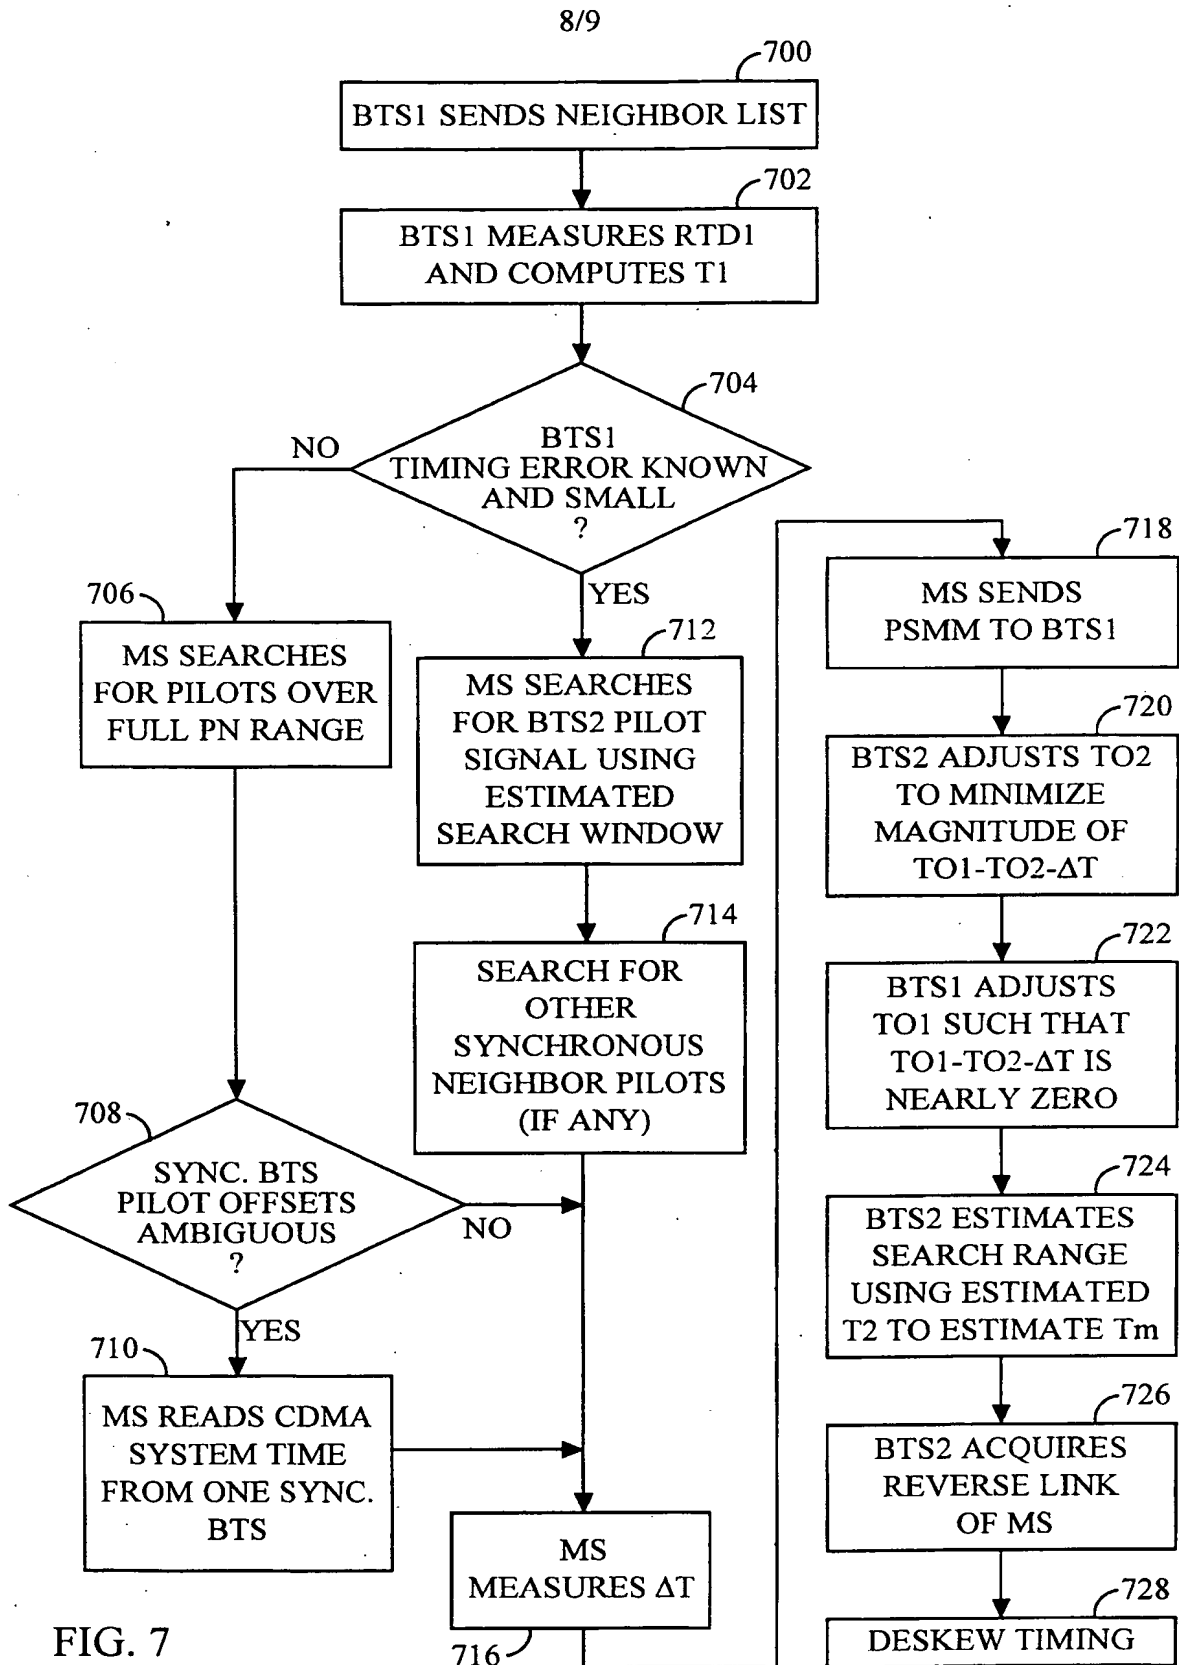 8/9
700
BTS1 SENDS NEIGHBOR LIST
702
BTS1 MEASURES RTD1
AND COMPUTES T1
704
BTS1
TIMING ERROR KNOWN
AND SMALL
?
NO
YES
706
MS SEARCHES
FOR PILOTS OVER
FULL PN RANGE
712
MS SEARCHES
FOR BTS2 PILOT
SIGNAL USING
ESTIMATED
SEARCH WINDOW
714
SEARCH FOR
OTHER
SYNCHRONOUS
NEIGHBOR PILOTS
(IF ANY)
708
SYNC. BTS
PILOT OFFSETS
AMBIGUOUS
?
NO
YES
710
MS READS CDMA
SYSTEM TIME
FROM ONE SYNC.
BTS
MS
MEASURES ΔT
716
718
MS SENDS
PSMM TO BTS1
720
BTS2 ADJUSTS TO2
TO MINIMIZE
MAGNITUDE OF
TO1-TO2-ΔT
722
BTS1 ADJUSTS
TO1 SUCH THAT
TO1-TO2-ΔT IS
NEARLY ZERO
724
BTS2 ESTIMATES
SEARCH RANGE
USING ESTIMATED
T2 TO ESTIMATE Tm
726
BTS2 ACQUIRES
REVERSE LINK
OF MS
728
DESKEW TIMING
FIG. 7